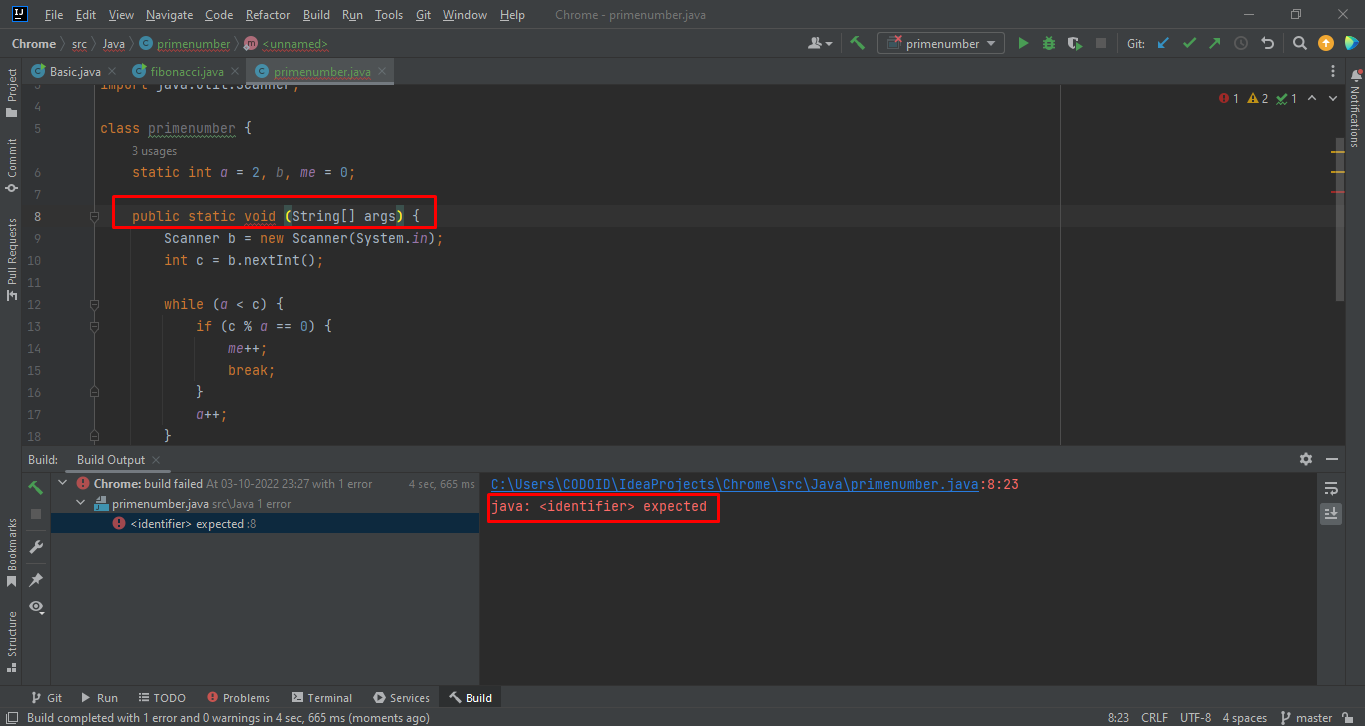 File Edit View Navigate Code Refactor Build Run Tools Git Window Help Chrome - primenumber.java
Chrome src Java primenumber <unnamed> primenumber Git:
Basic.java fibonacci.java primenumber.java
3 import java.util.Scanner;
4
5 class primenumber {
3 usages
6 static int a = 2, b, me = 0;
7
8 public static void (String[] args) {
9 Scanner b = new Scanner(System.in);
10 int c = b.nextInt();
11
12 while (a < c) {
13 if (c % a == 0) {
14 me++;
15 break;
16 }
17 a++;
18 }
1 2 1
Project
Commit
Pull Requests
Bookmarks
Structure
Notifications
Build: Build Output
Chrome: build failed At 03-10-2022 23:27 with 1 error 4 sec, 665 ms
primenumber.java src\Java 1 error
<identifier> expected :8
C:\Users\CODOID\IdeaProjects\Chrome\src\Java\primenumber.java:8:23
java: <identifier> expected
Git Run TODO Problems Terminal Services Build
Build completed with 1 error and 0 warnings in 4 sec, 665 ms (moments ago) 8:23 CRLF UTF-8 4 spaces master